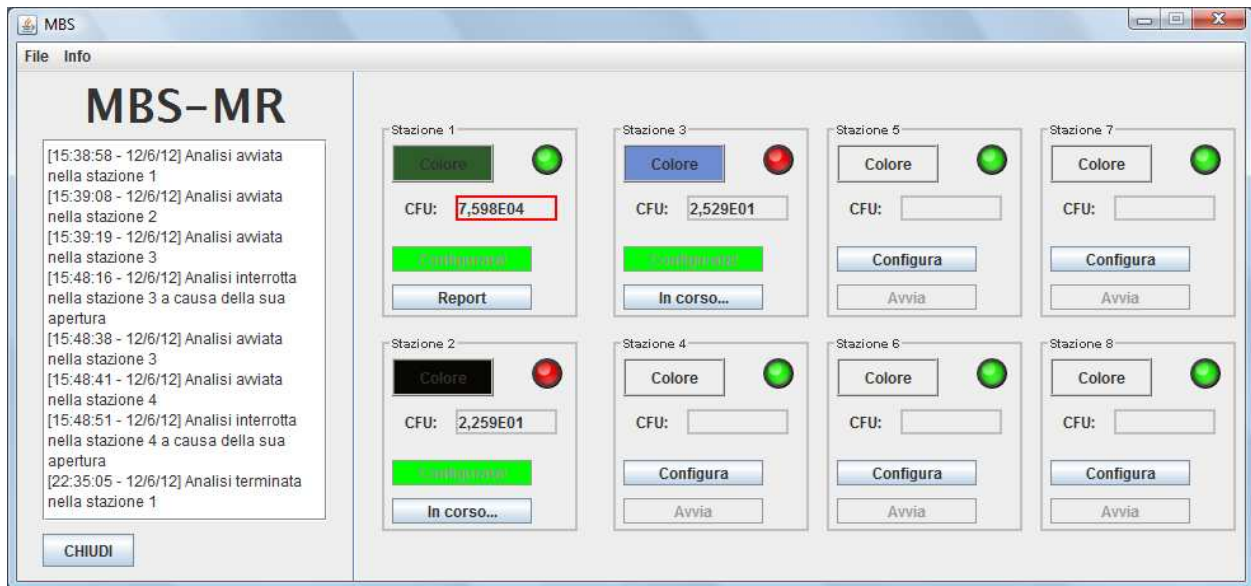 MBS
File Info
MBS-MR
[15:38:58 - 12/6/12] Analisi avviata
nella stazione 1
[15:39:08 - 12/6/12] Analisi avviata
nella stazione 2
[15:39:19 - 12/6/12] Analisi avviata
nella stazione 3
[15:48:16 - 12/6/12] Analisi interrotta
nella stazione 3 a causa della sua
apertura
[15:48:38 - 12/6/12] Analisi avviata
nella stazione 3
[15:48:41 - 12/6/12] Analisi avviata
nella stazione 4
[15:48:51 - 12/6/12] Analisi interrotta
nella stazione 4 a causa della sua
apertura
[22:35:05 - 12/6/12] Analisi terminata
nella stazione 1
CHIUDI
Stazione 1
Colore
CFU: 7,598E04
Report
Stazione 3
Colore
CFU: 2,529E01
In corso...
Stazione 5
Colore
CFU:
Configura
Avvia
Stazione 7
Colore
CFU:
Configura
Avvia
Stazione 2
Colore
CFU: 2,259E01
In corso...
Stazione 4
Colore
CFU:
Configura
Avvia
Stazione 6
Colore
CFU:
Configura
Avvia
Stazione 8
Colore
CFU:
Configura
Avvia